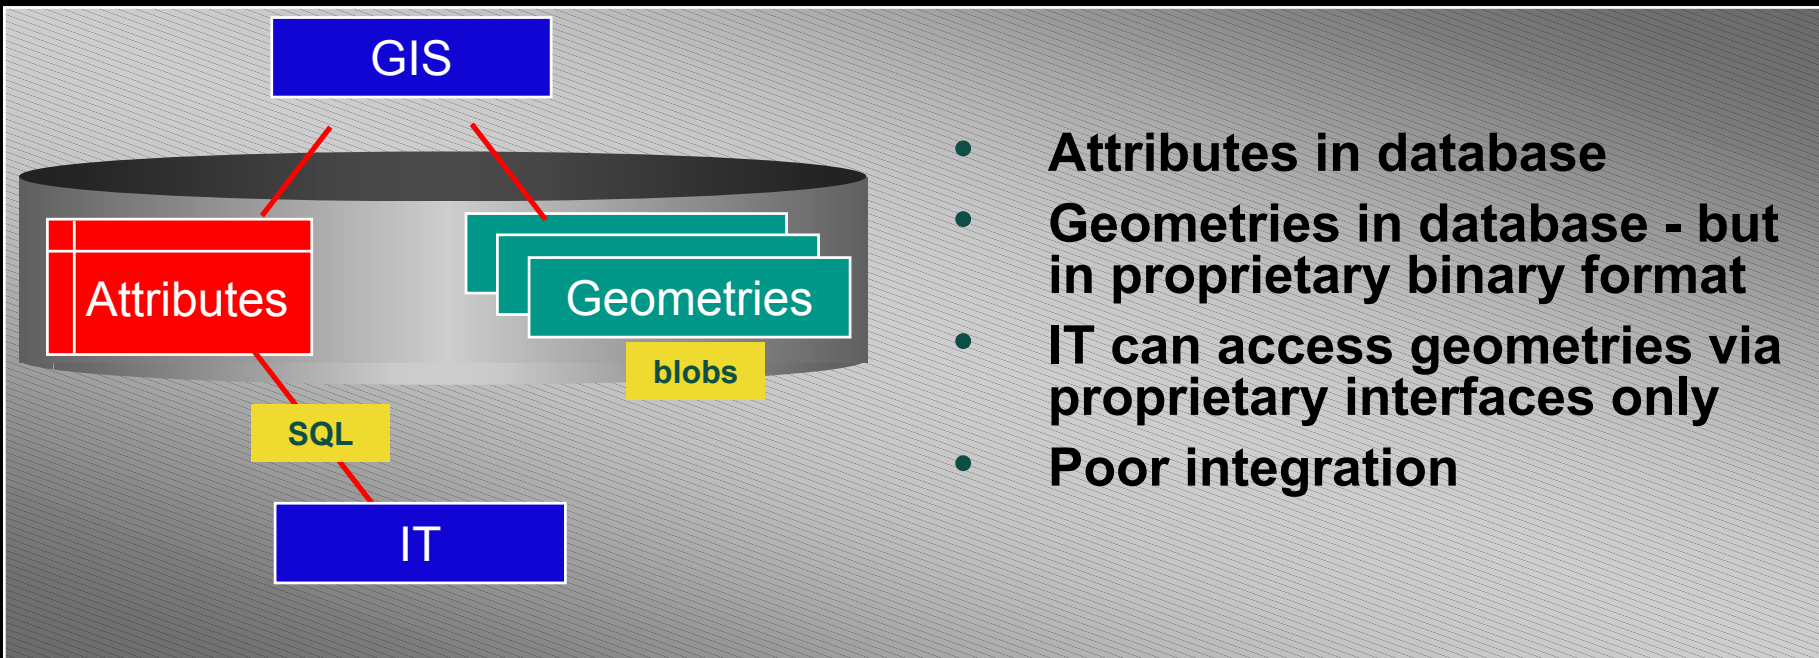 GIS
Attributes
Geometries
blobs
SQL
IT
• Attributes in database
• Geometries in database - but
in proprietary binary format
• IT can access geometries via
proprietary interfaces only
• Poor integration